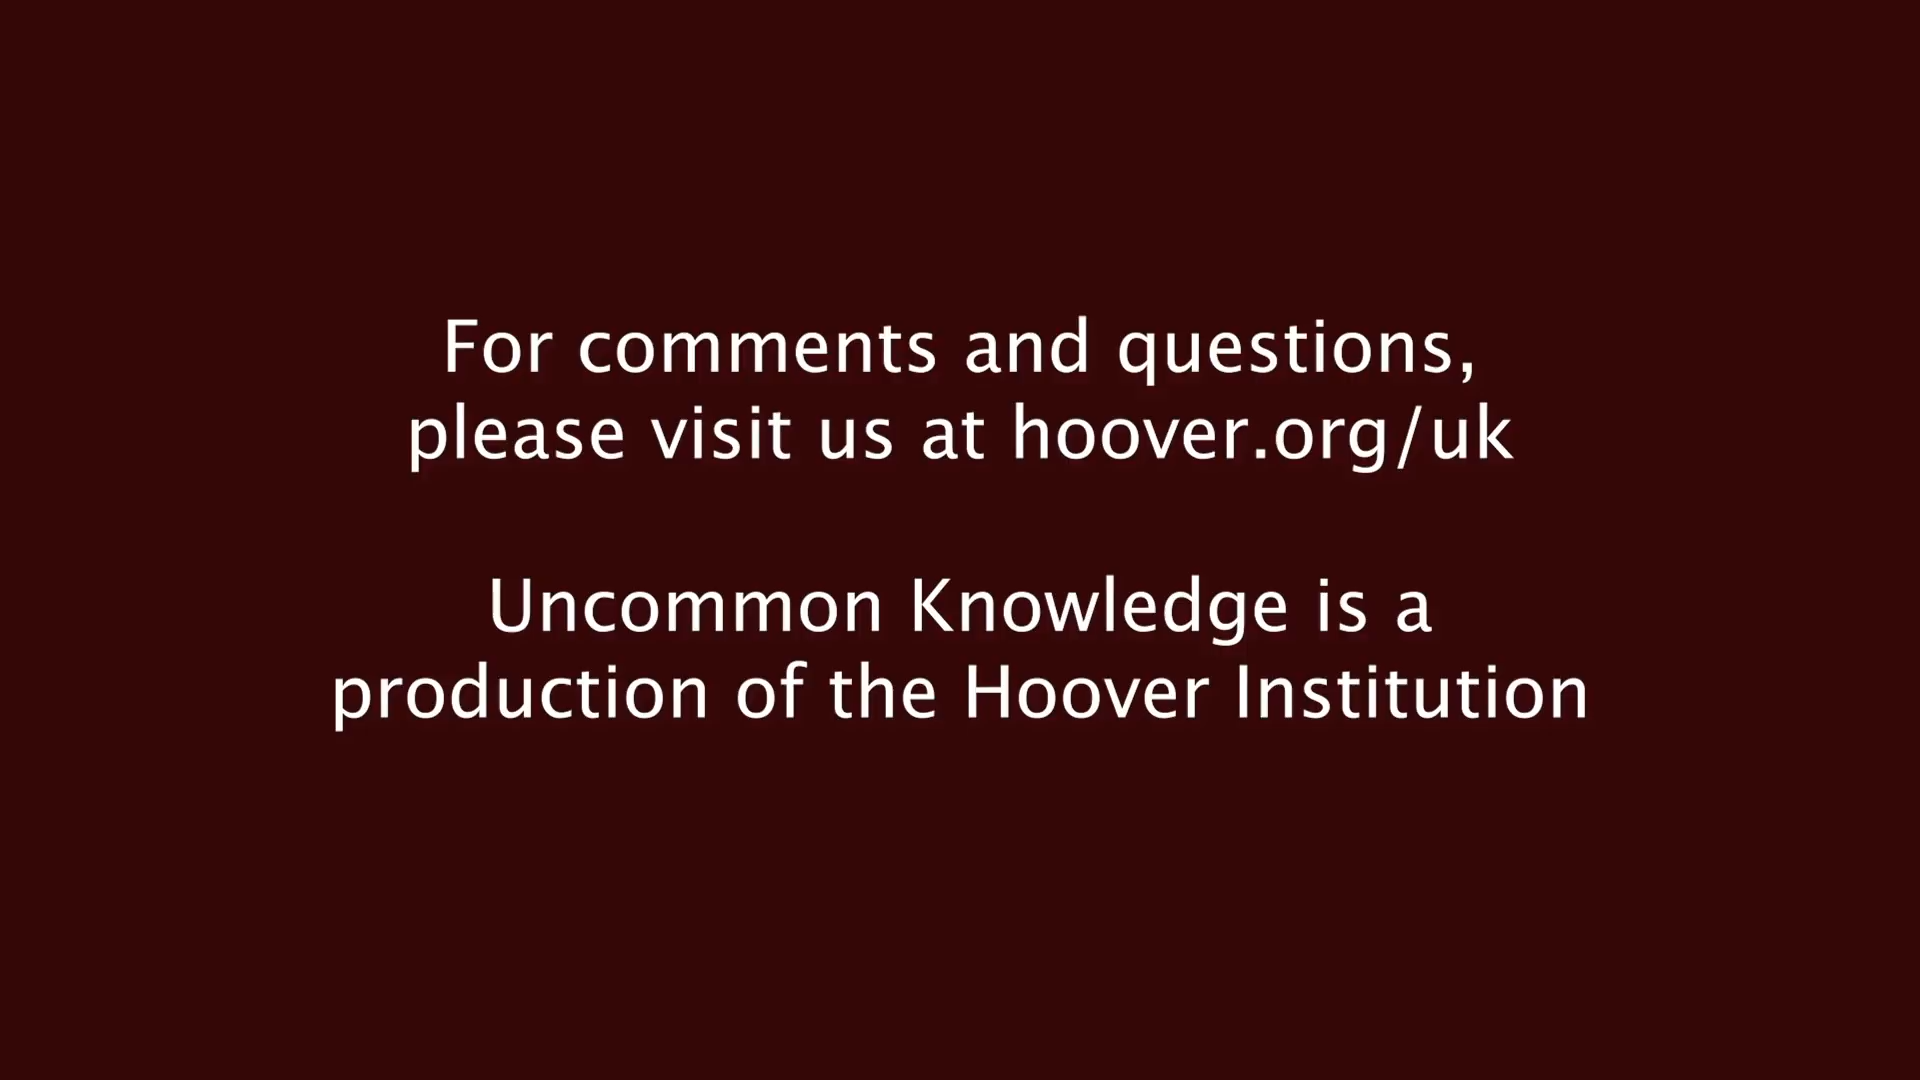 For comments and questions,
please visit us at hoover.org/uk
Uncommon Knowledge is a
production of the Hoover Institution